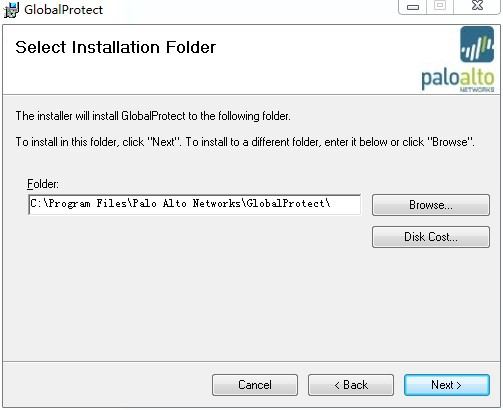 GlobalProtect
Select Installation Folder
paloalto
NETWORKS
The installer will install GlobalProtect to the following folder.
To install in this folder, click "Next". To install to a different folder, enter it below or click "Browse".
Folder:
C:\Program Files\Palo Alto Networks\GlobalProtect\
Browse...
Disk Cost...
Cancel
< Back
Next >